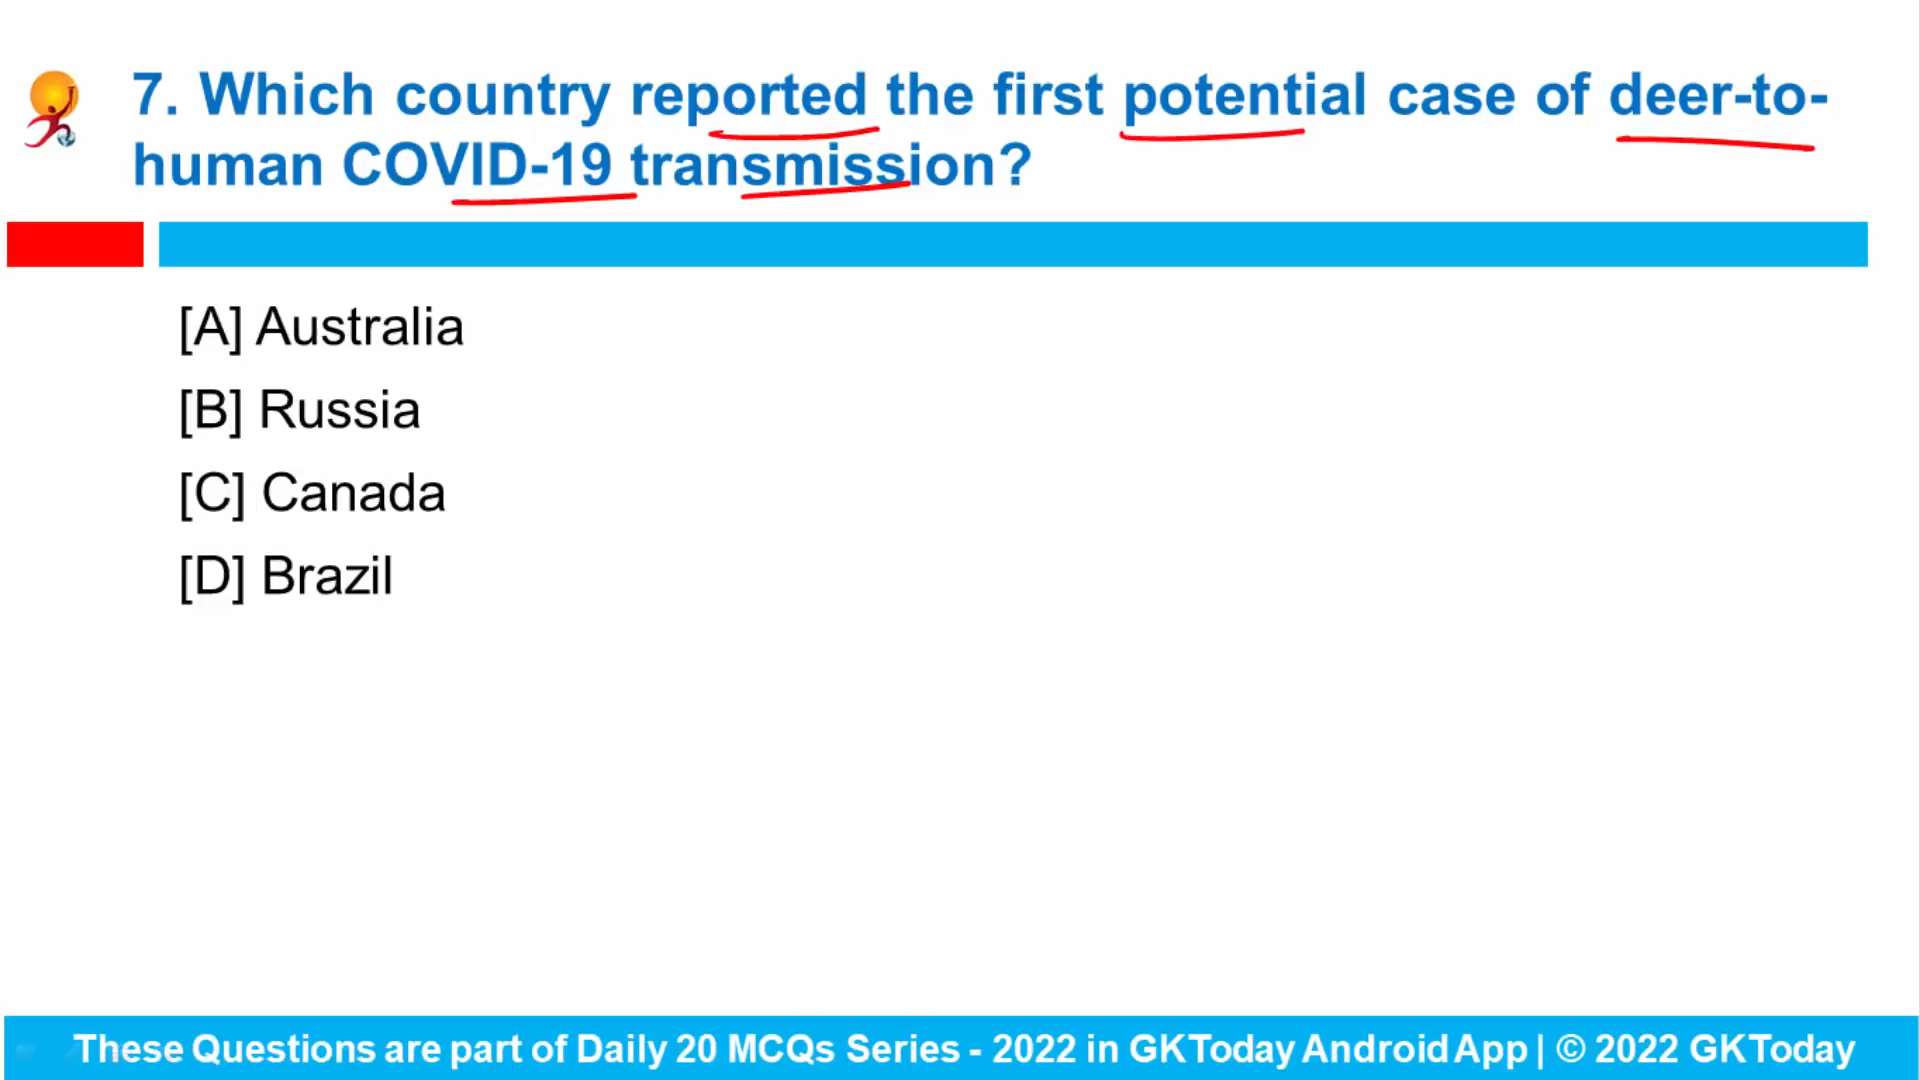 7. Which country reported the first potential case of deer-to-
human COVID-19 transmission?
[A] Australia
[B] Russia
[C] Canada
[D] Brazil
These Questions are part of Daily 20 MCQs Series - 2022 in GKToday Android App | © 2022 GKToday